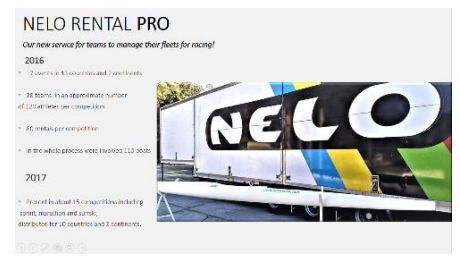 NELO RENTAL PRO
Our new service for teams to manage their fleets for racing!
2016
17 events in 11 countries and 2 continents
28 teams in an approximate number
of 120 athletes per competition
80 rentals per competition
In the whole process were involved 110 boats
NELO
2017
Present in about 15 competitions including
sprint, marathon and surfski,
distributed for 10 countries and 3 continents.